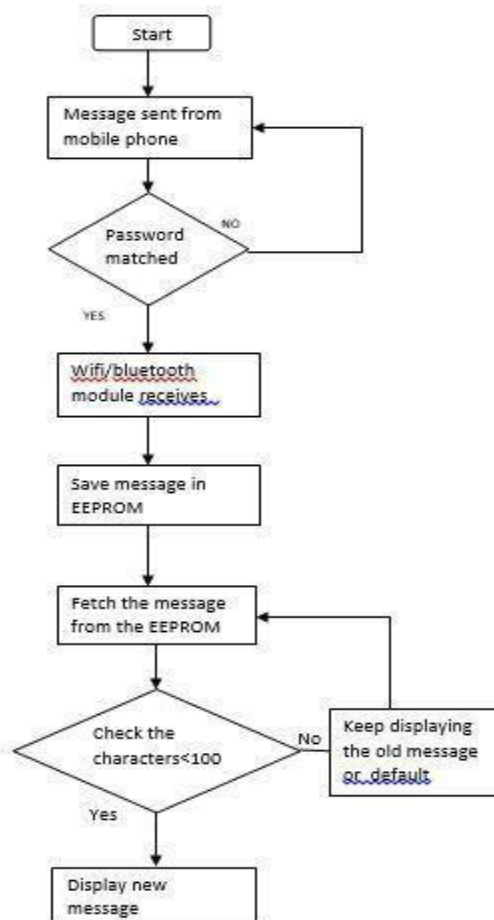 Start
Message sent from
mobile phone
NO
Password
matched
YES
Wifi/bluetooth
module receives..
Save message in
EEPROM
Fetch the message
from the EEPROM
Check the
characters<100
No
Keep displaying
the old message
or default
Yes
Display new
message